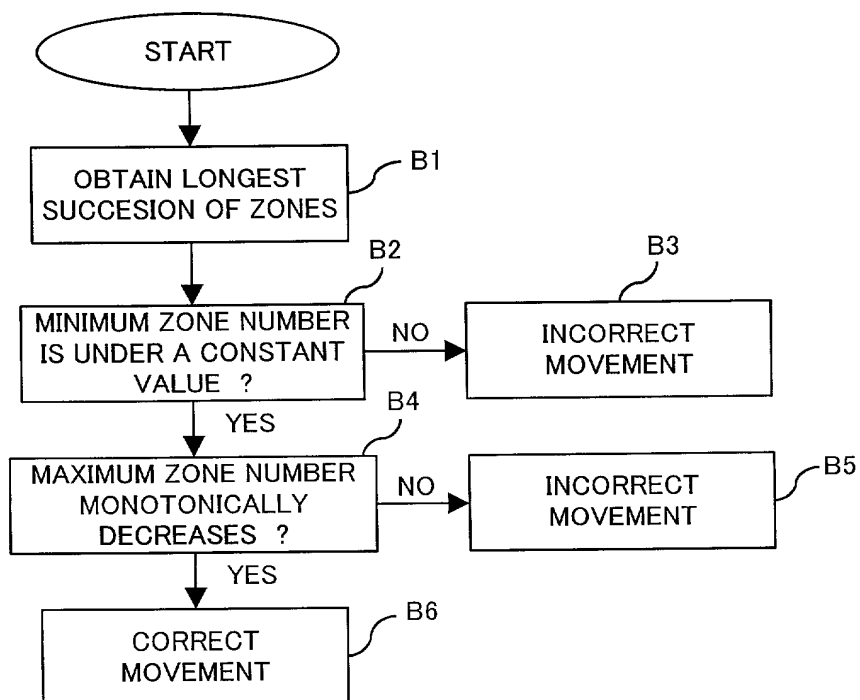 START
B1
OBTAIN LONGEST
SUCCESION OF ZONES
B2
MINIMUM ZONE NUMBER
IS UNDER A CONSTANT
VALUE ?
NO
B3
INCORRECT
MOVEMENT
YES
B4
MAXIMUM ZONE NUMBER
MONOTONICALLY
DECREASES ?
NO
B5
INCORRECT
MOVEMENT
YES
B6
CORRECT
MOVEMENT